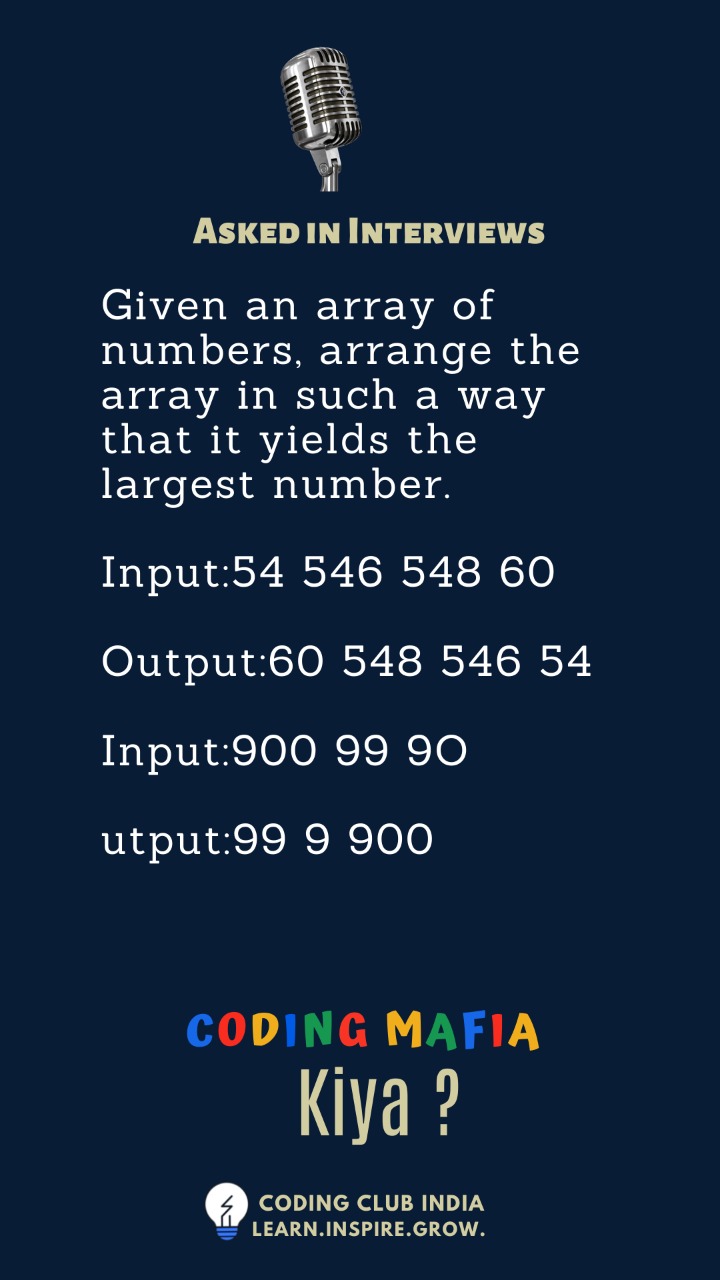 ASKED IN INTERVIEWS
Given an array of
numbers, arrange the
array in such a way
that it yields the
largest number.
Input:54 546 548 60
Output:60 548 546 54
Input:900 99 9O
utput:99 9 900
CODING MAFIA
Kiya ?
CODING CLUB INDIA
LEARN.INSPIRE.GROW.